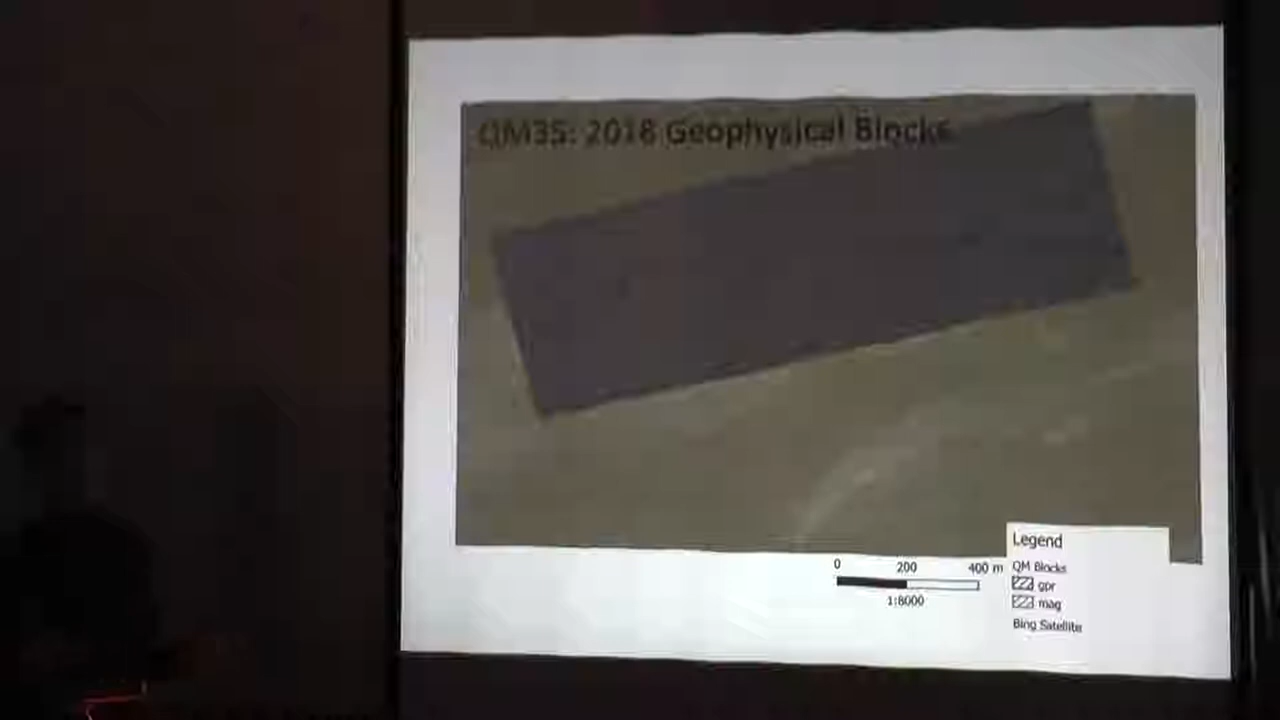 QM35: 2018 Geophysical Blocks
0 200 400 m
1:8000
Legend
QM Blocks
gpr
mag
Bing Satellite